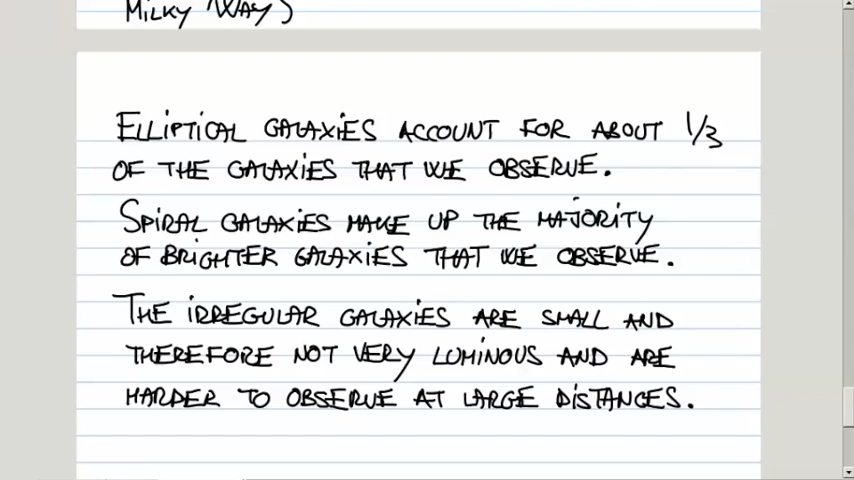 MILKY WAY)
ELLIPTICAL GALAXIES ACCOUNT FOR ABOUT 1/3
OF THE GALAXIES THAT WE OBSERVE.
SPIRAL GALAXIES MAKE UP THE MAJORITY
OF BRIGHTER GALAXIES THAT WE OBSERVE.
THE IRREGULAR GALAXIES ARE SMALL AND
THEREFORE NOT VERY LUMINOUS AND ARE
HARDER TO OBSERVE AT LARGE DISTANCES.